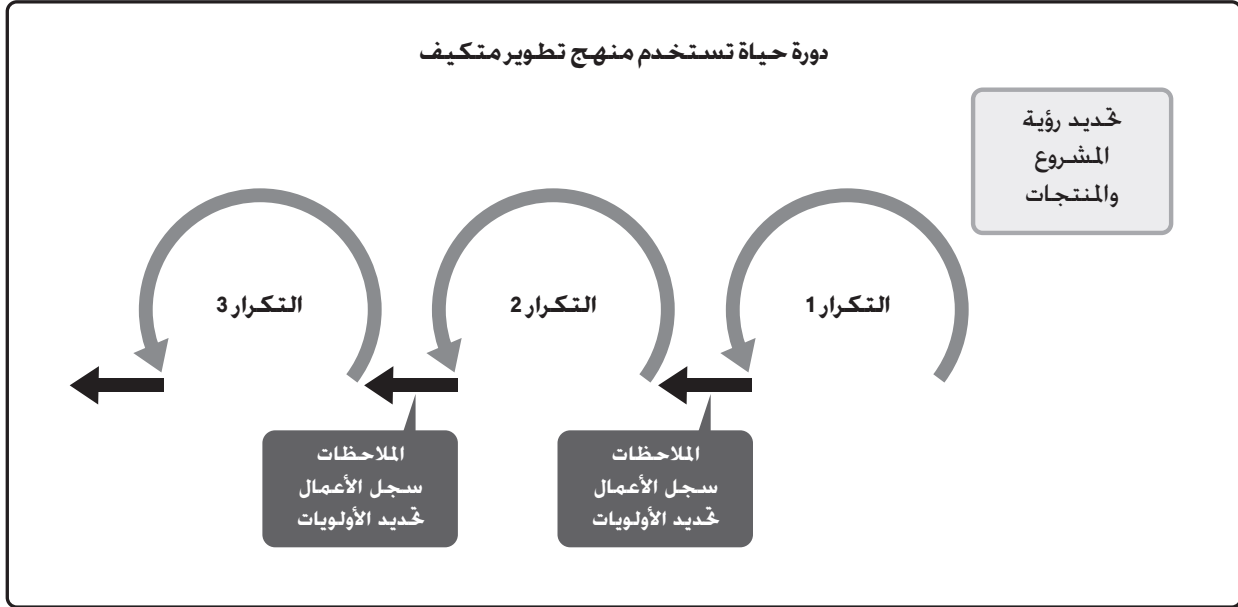 دورة حياة تستخدم منهج تطوير متكيف
تحديد رؤية
المشروع
والمنتجات
التكرار 1
التكرار 2
التكرار 3
الملاحظات
سجل الأعمال
تحديد الأولويات
الملاحظات
سجل الأعمال
تحديد الأولويات